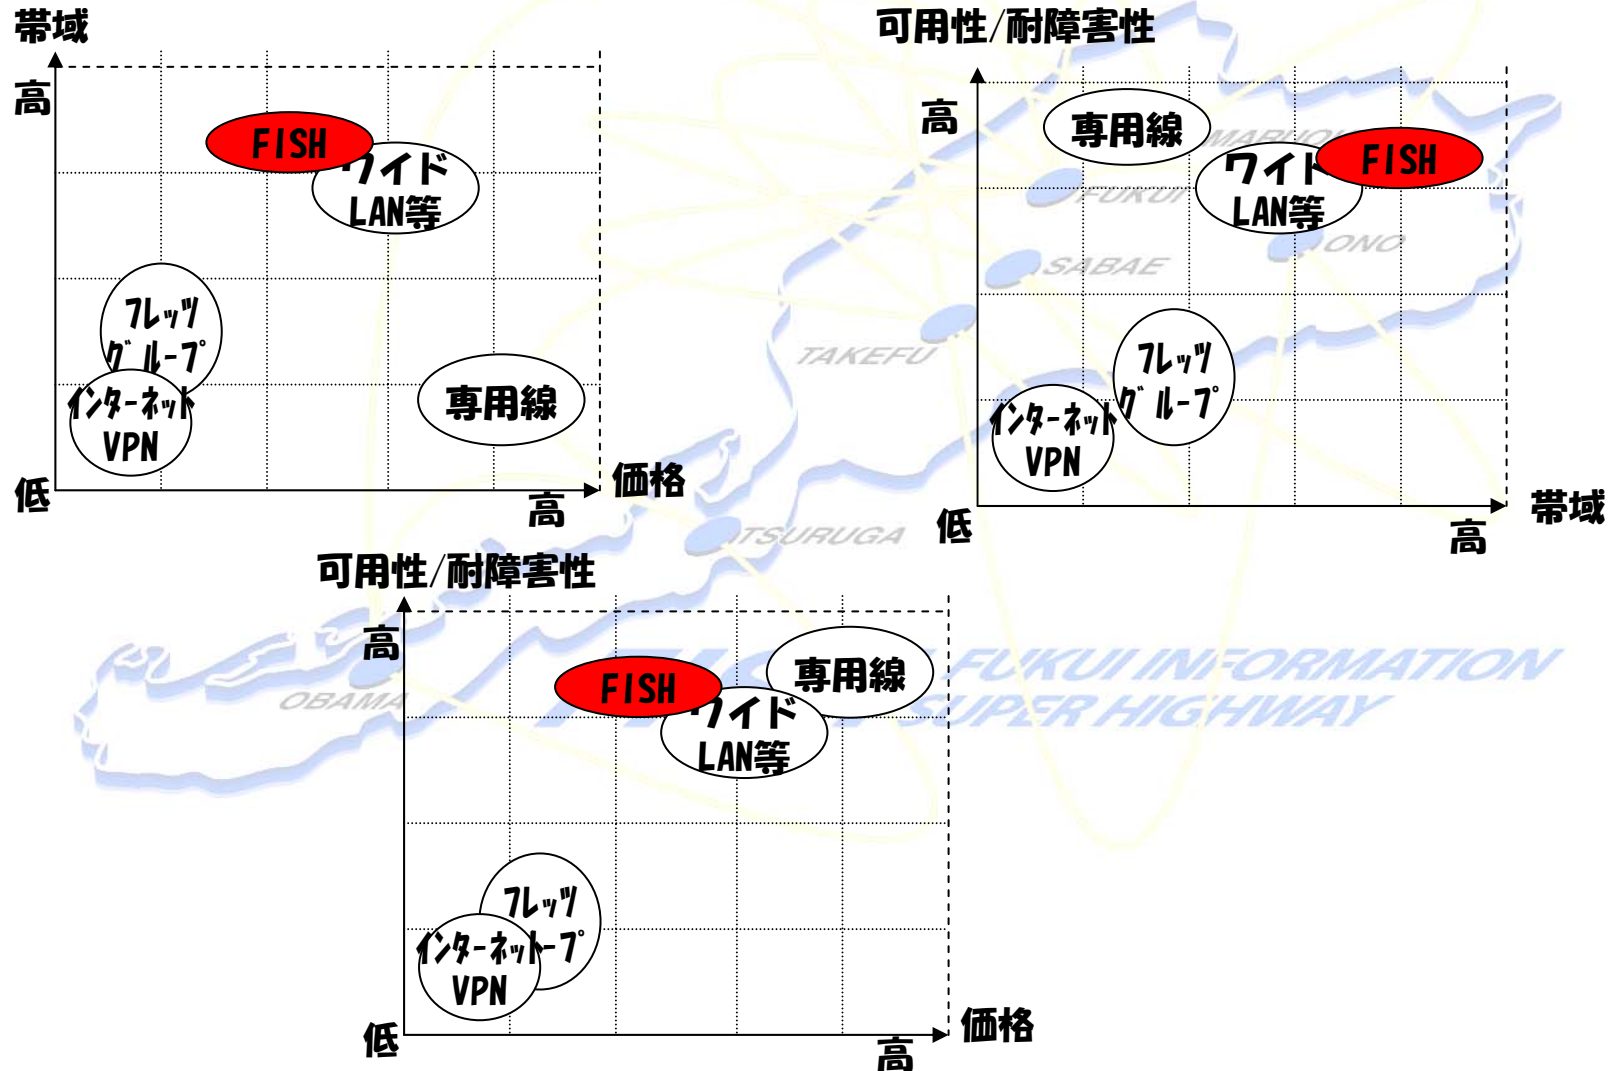 帯域
高
FISH
ワイド
LAN等
フレッツ
グループ
インターネット
VPN
専用線
低
高
価格
可用性/耐障害性
高
専用線
ワイド
LAN等
FISH
フレッツ
グループ
インターネット
VPN
低
高
帯域
FUKUI
SABAE
ONO
TAKEFU
TSURUGA
OBAMA
可用性/耐障害性
高
FISH
専用線
ワイド
LAN等
フレッツ
ープ
インターネット
VPN
低
高
価格
FUKUI INFORMATION
SUPER HIGHWAY